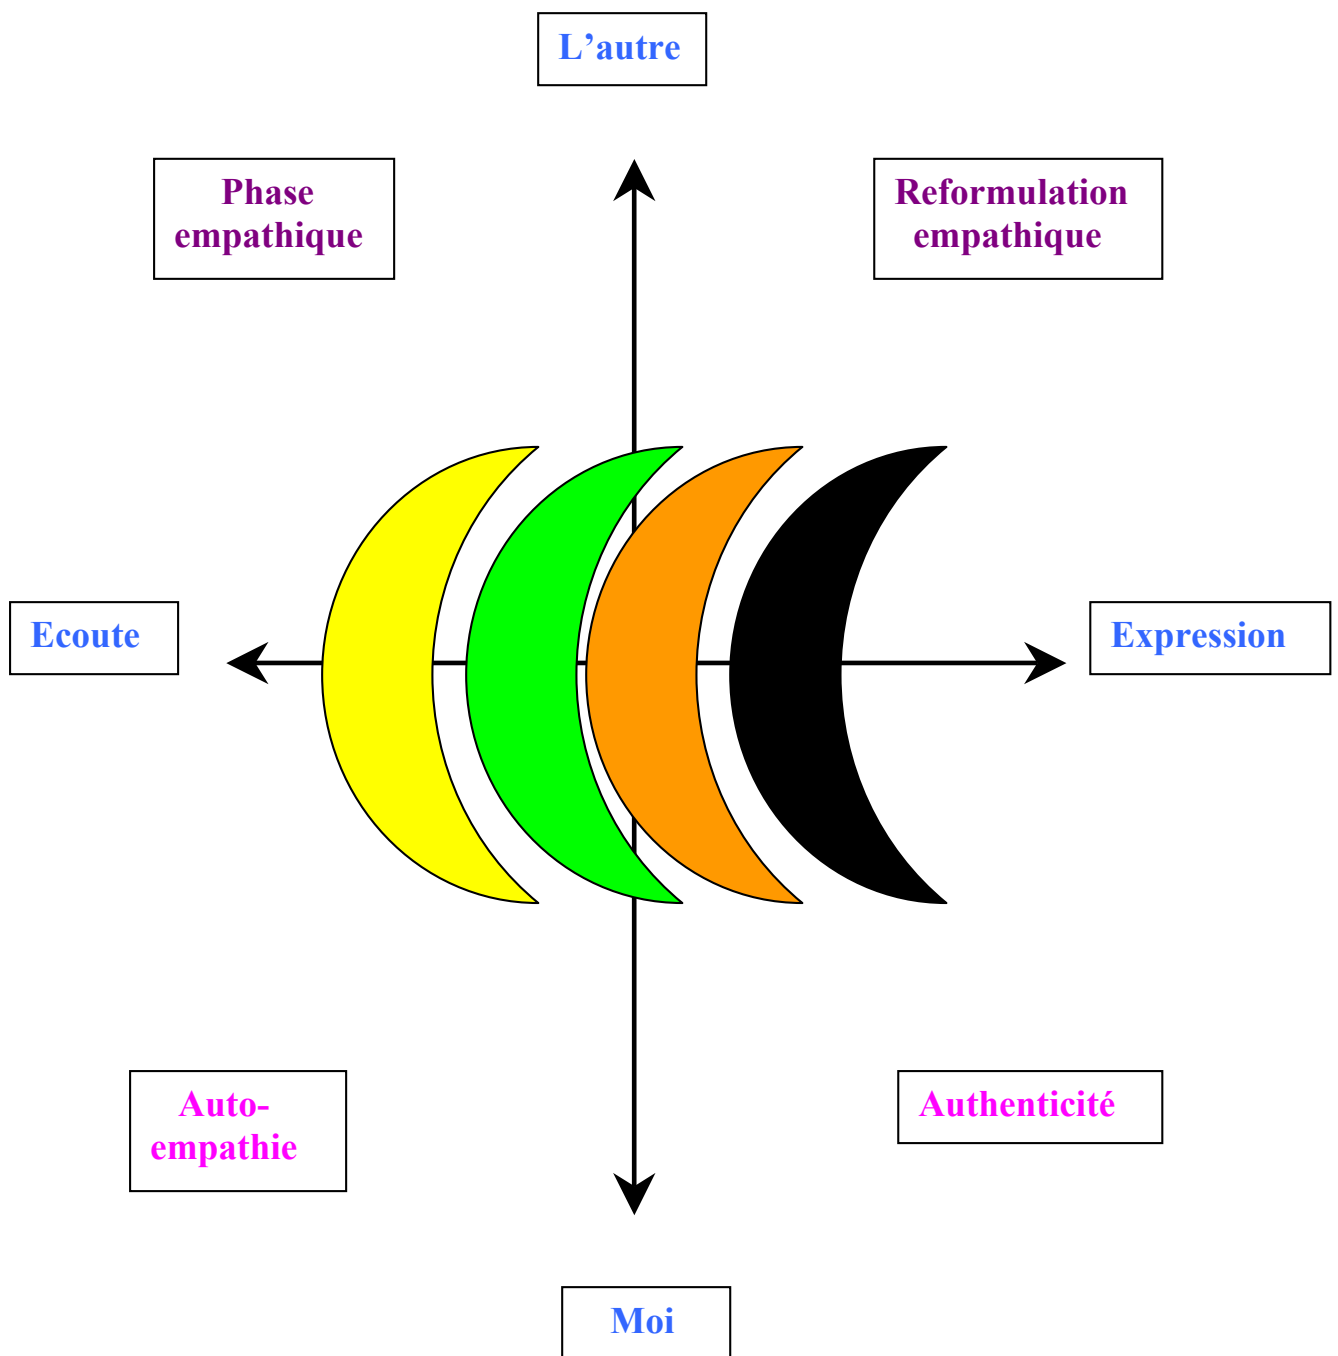 L’autre
Phase
empathique
Reformulation
empathique
Ecoute
Expression
Auto-
empathie
Authenticité
Moi